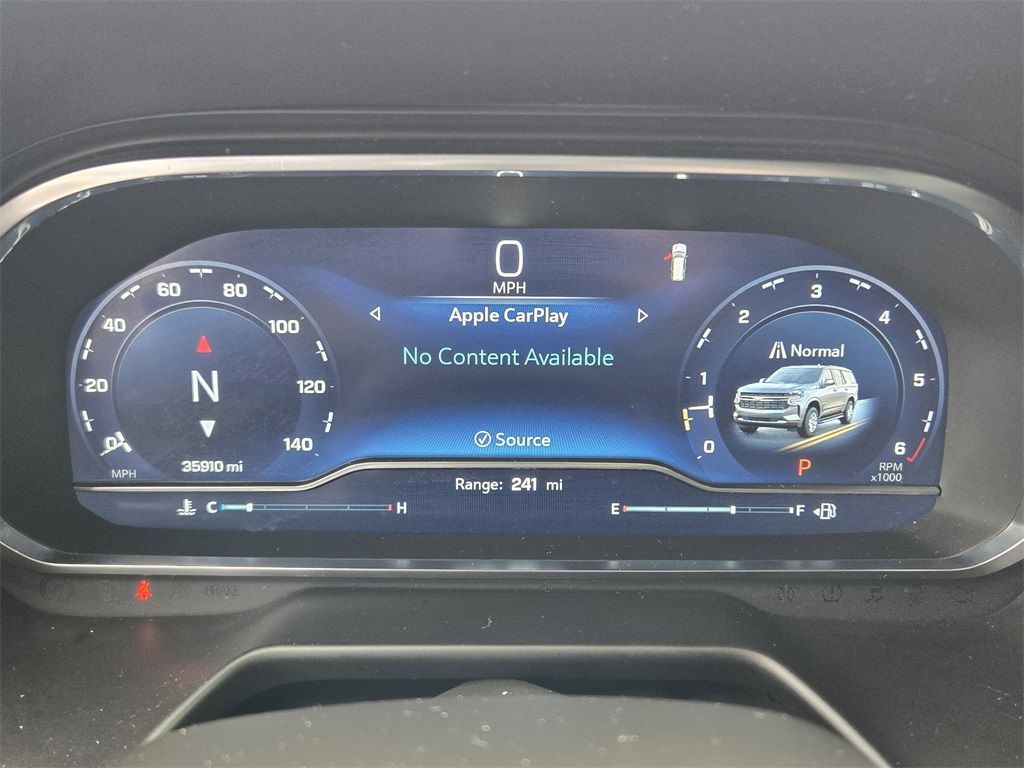 0
MPH
Apple CarPlay
No Content Available
Source
0
20
40
60
80
100
120
140
N
35910 mi
MPH
0
1
2
3
4
5
6
Normal
P
RPM
x1000
Range: 241 mi
C H
E F
BRAKE